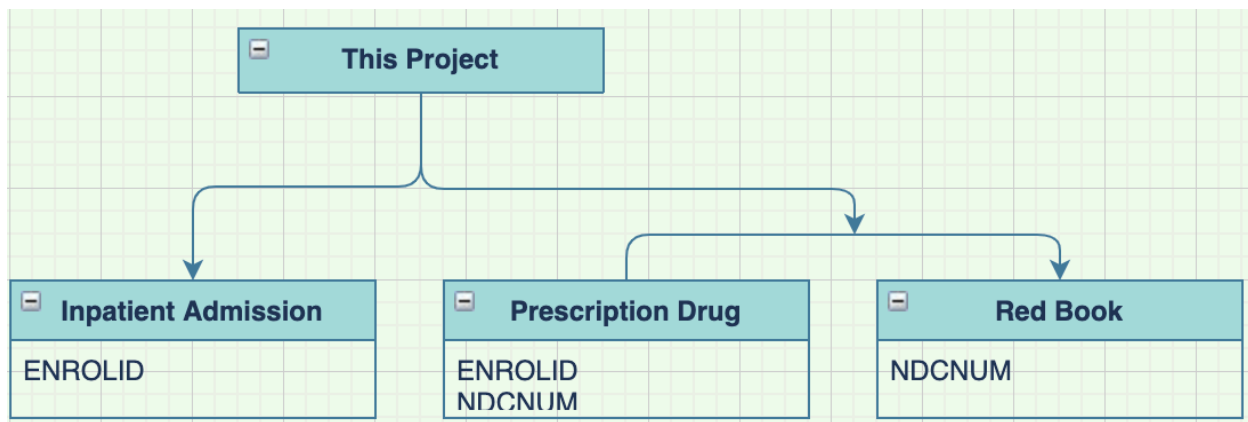 This Project
Inpatient Admission
ENROLID
Prescription Drug
ENROLID
NDCNUM
Red Book
NDCNUM